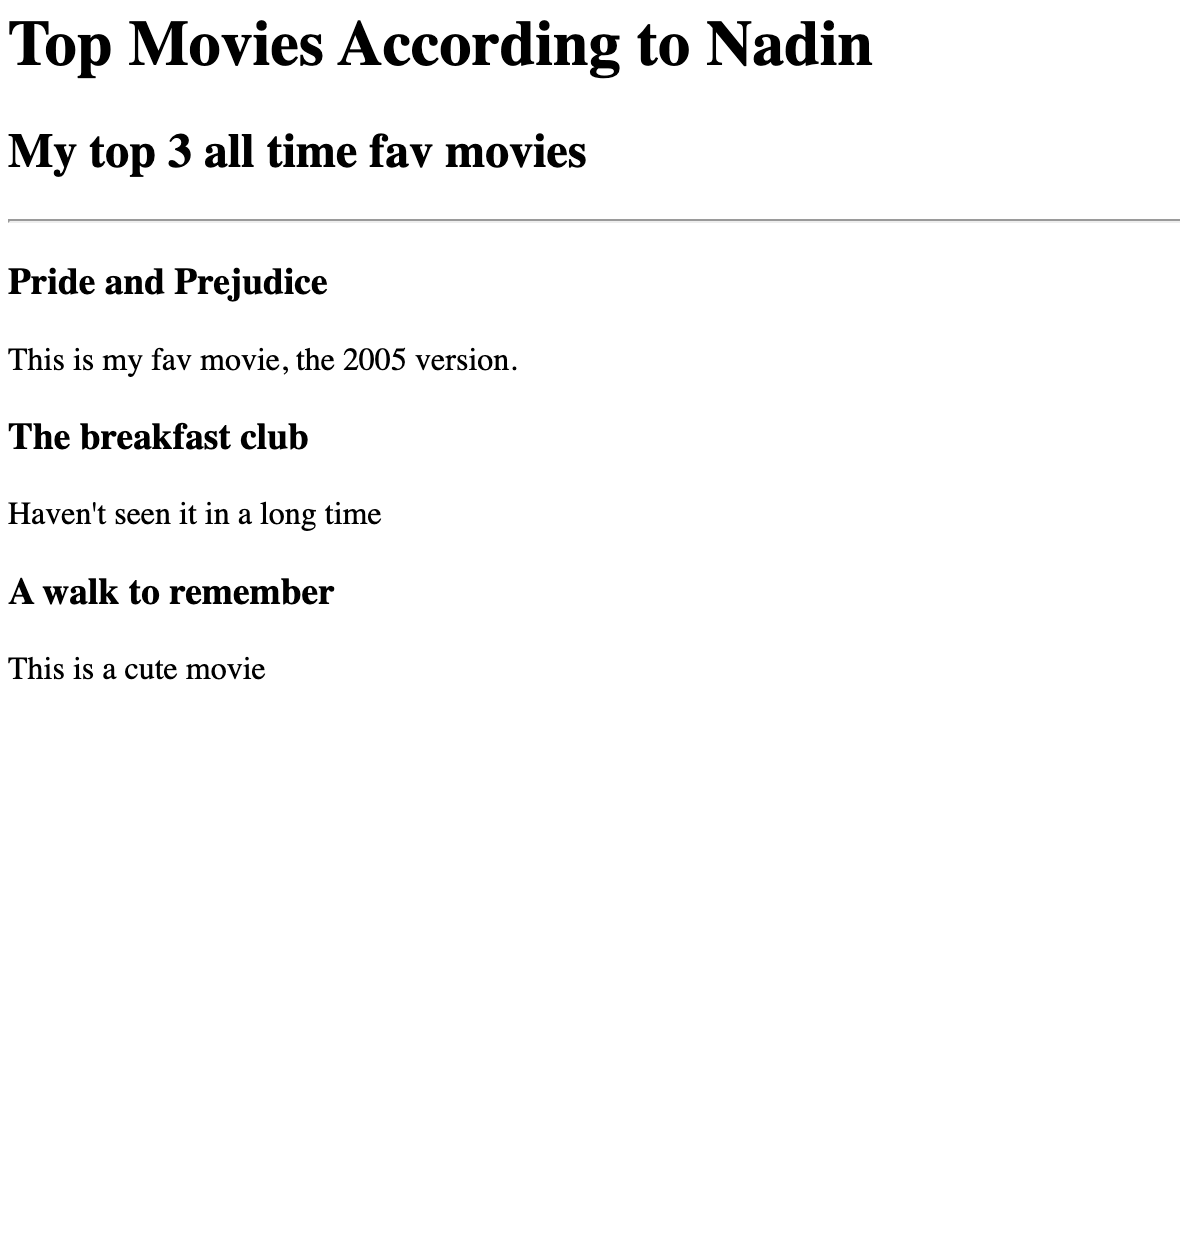 Top Movies According to Nadin
My top 3 all time fav movies
Pride and Prejudice
This is my fav movie, the 2005 version.
The breakfast club
Haven't seen it in a long time
A walk to remember
This is a cute movie